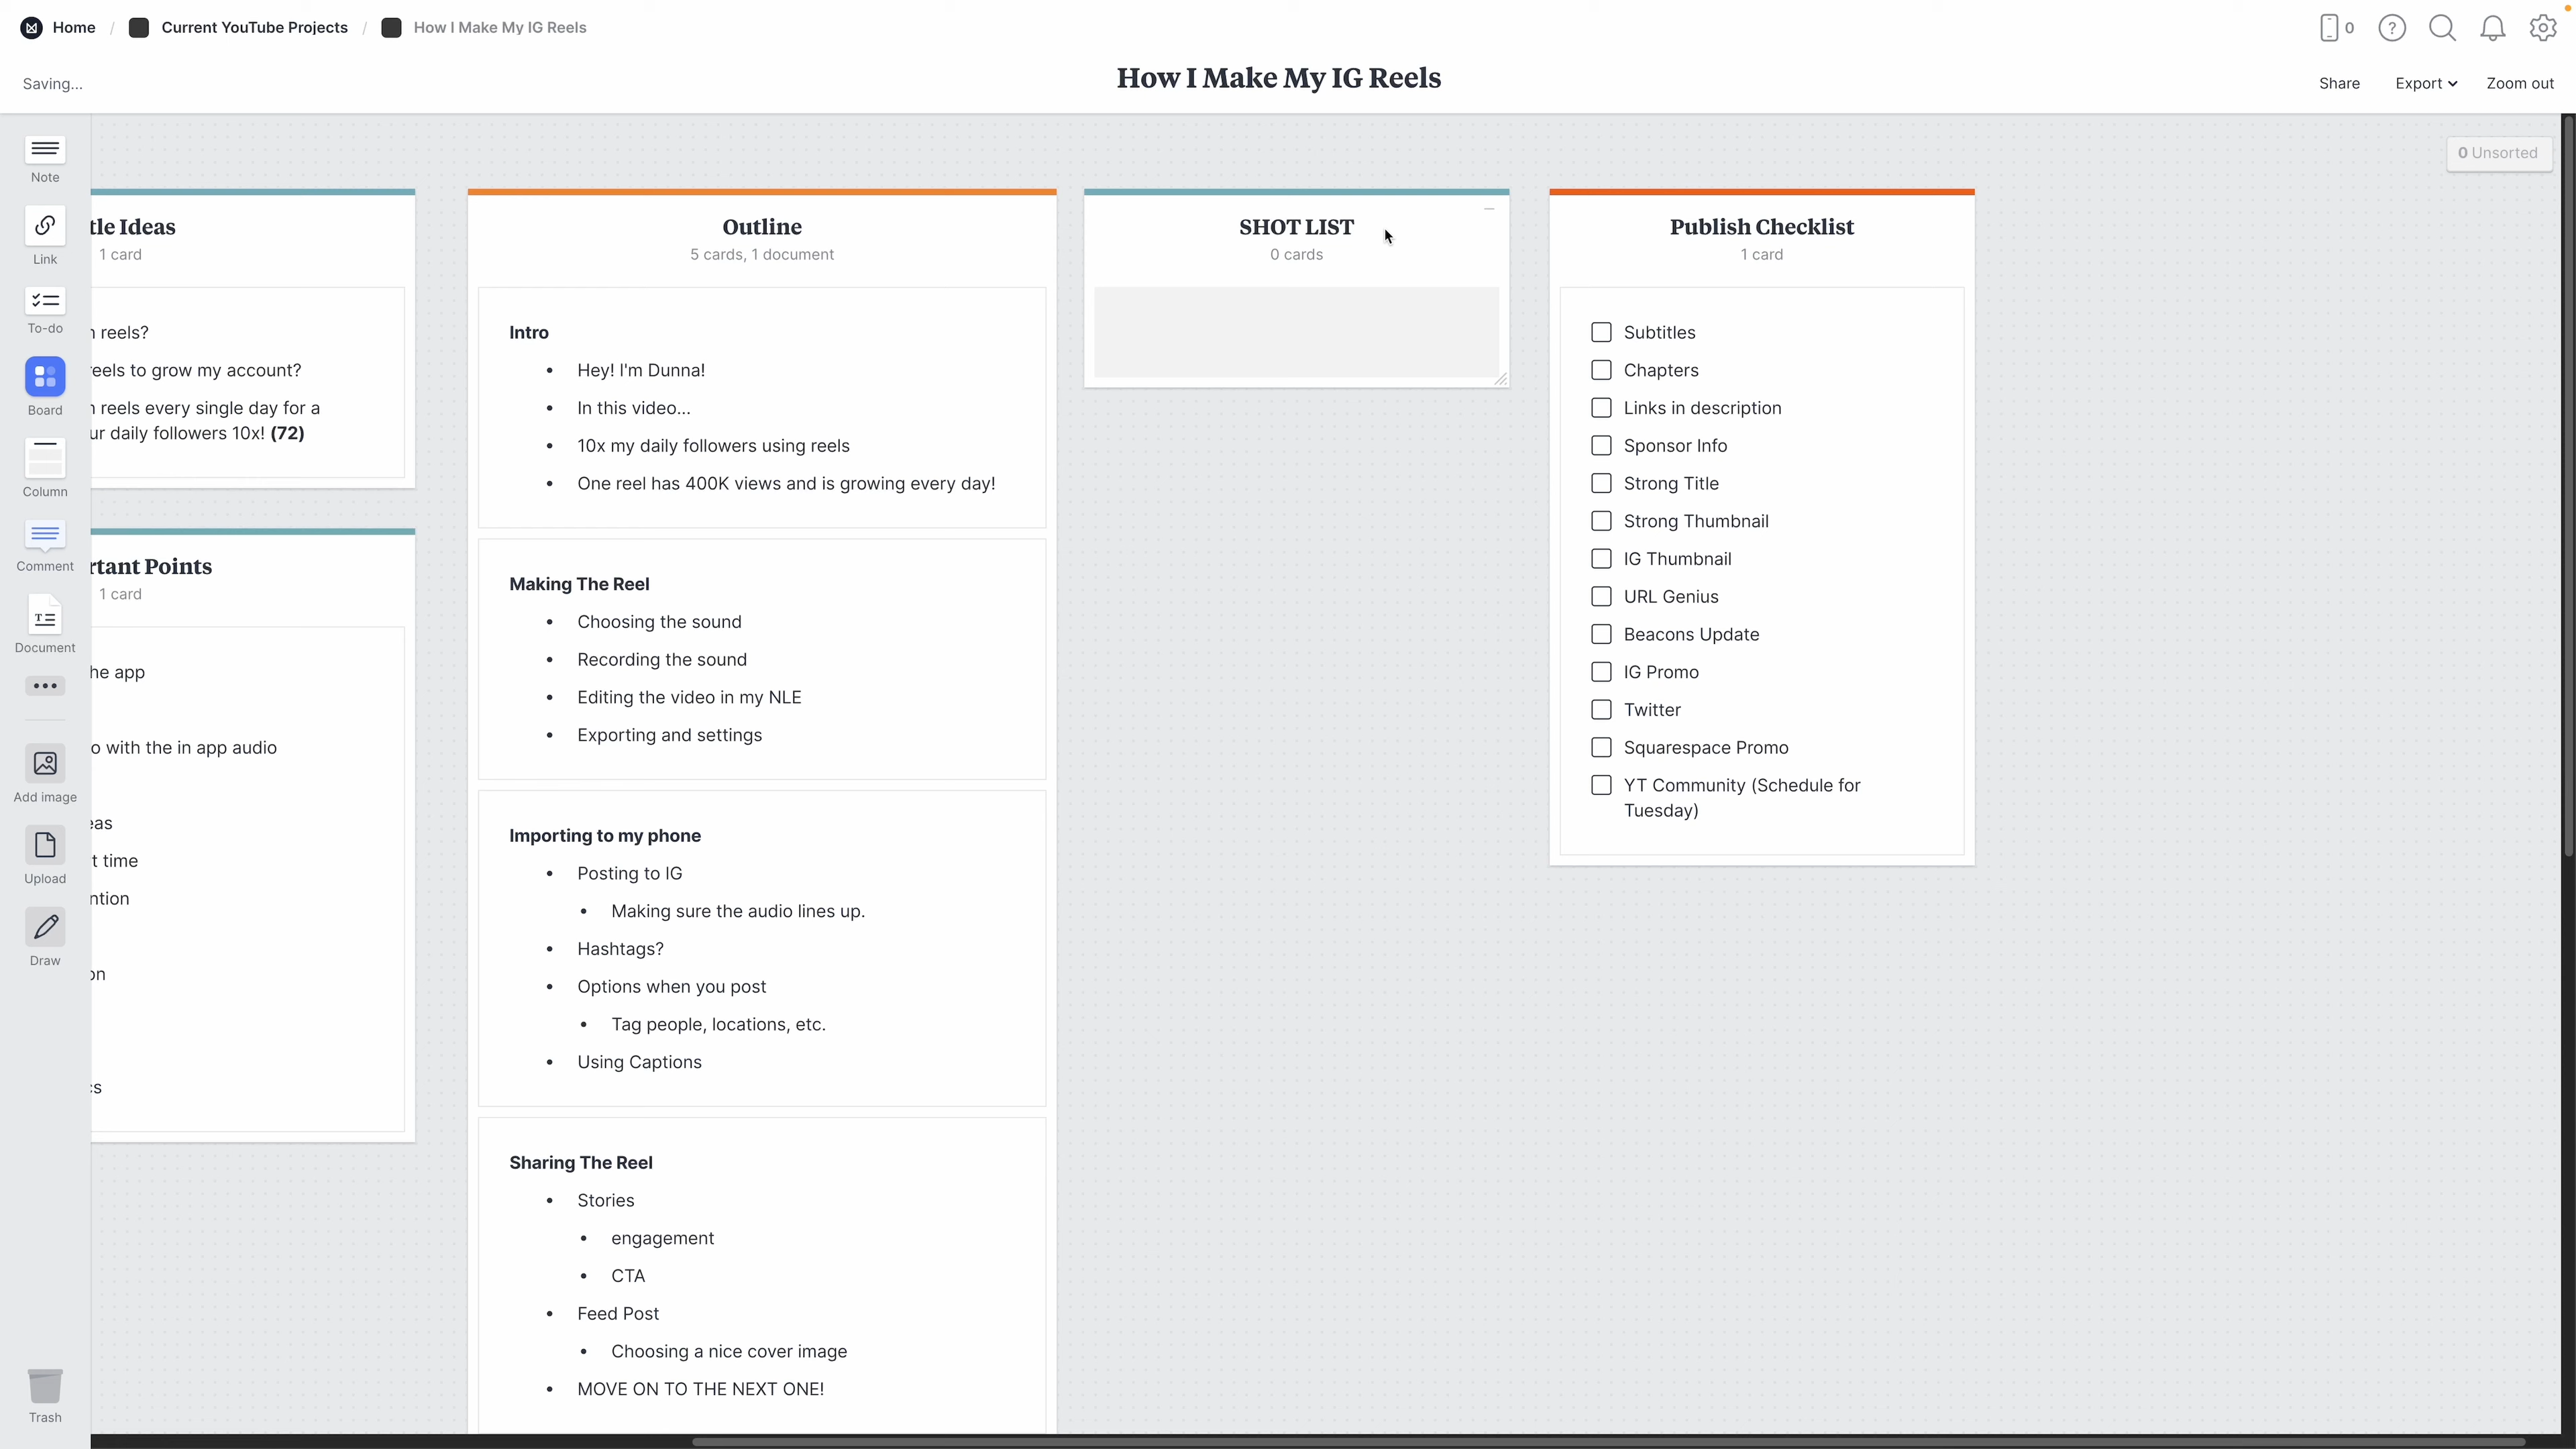 Home / Current YouTube Projects / How I Make My IG Reels
0
Saving...
How I Make My IG Reels
Share
Export
Zoom out
0 Unsorted
Note
Link
To-do
Board
Column
Comment
Document
Add image
Upload
Draw
Trash
tle Ideas
1 card
reels?
reels to grow my account?
reels every single day for a
ur daily followers 10x! (72)
rtant Points
1 card
he app
o with the in app audio
eas
t time
ntion
on
cs
Outline
5 cards, 1 document
Intro
• Hey! I'm Dunna!
• In this video...
• 10x my daily followers using reels
• One reel has 400K views and is growing every day!
Making The Reel
• Choosing the sound
• Recording the sound
• Editing the video in my NLE
• Exporting and settings
Importing to my phone
• Posting to IG
• Making sure the audio lines up.
• Hashtags?
• Options when you post
• Tag people, locations, etc.
• Using Captions
Sharing The Reel
• Stories
• engagement
• CTA
• Feed Post
• Choosing a nice cover image
• MOVE ON TO THE NEXT ONE!
SHOT LIST
0 cards
Publish Checklist
1 card
Subtitles
Chapters
Links in description
Sponsor Info
Strong Title
Strong Thumbnail
IG Thumbnail
URL Genius
Beacons Update
IG Promo
Twitter
Squarespace Promo
YT Community (Schedule for
Tuesday)